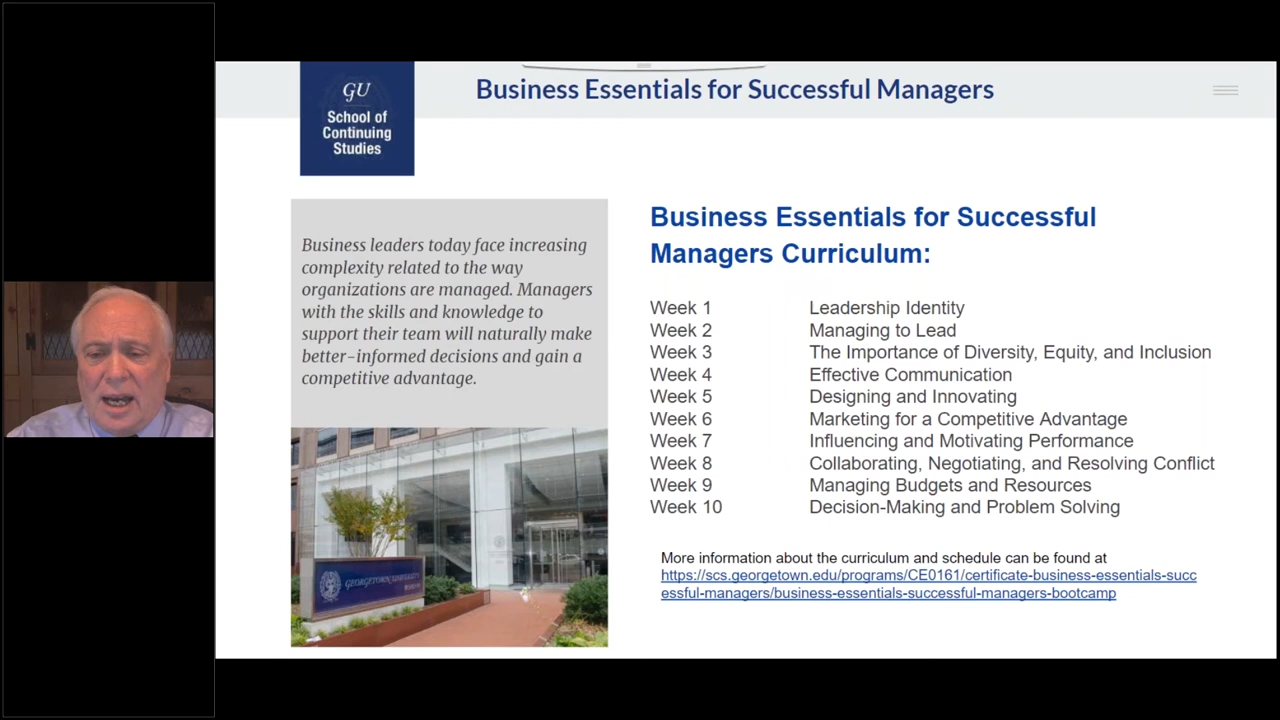 GU
School of
Continuing
Studies
Business Essentials for Successful Managers
Business leaders today face increasing
complexity related to the way
organizations are managed. Managers
with the skills and knowledge to
support their team will naturally make
better-informed decisions and gain a
competitive advantage.
GEORGETOWN UNIVERSITY
Business Essentials for Successful
Managers Curriculum:
Week 1 Leadership Identity
Week 2 Managing to Lead
Week 3 The Importance of Diversity, Equity, and Inclusion
Week 4 Effective Communication
Week 5 Designing and Innovating
Week 6 Marketing for a Competitive Advantage
Week 7 Influencing and Motivating Performance
Week 8 Collaborating, Negotiating, and Resolving Conflict
Week 9 Managing Budgets and Resources
Week 10 Decision-Making and Problem Solving
More information about the curriculum and schedule can be found at
https://scs.georgetown.edu/programs/CE0161/certificate-business-essentials-succ
essful-managers/business-essentials-successful-managers-bootcamp